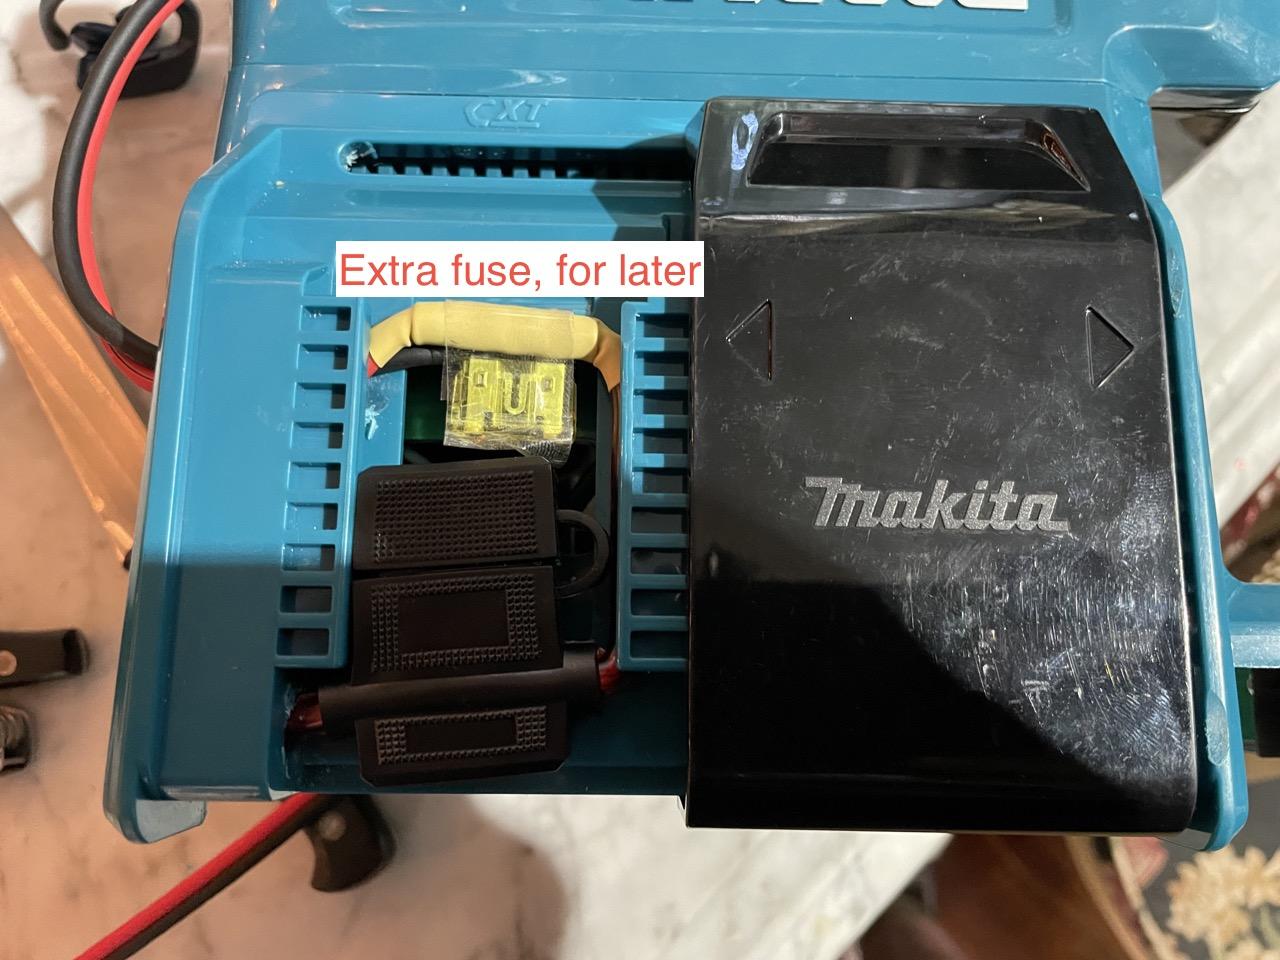 CXT
Extra fuse, for later
makita